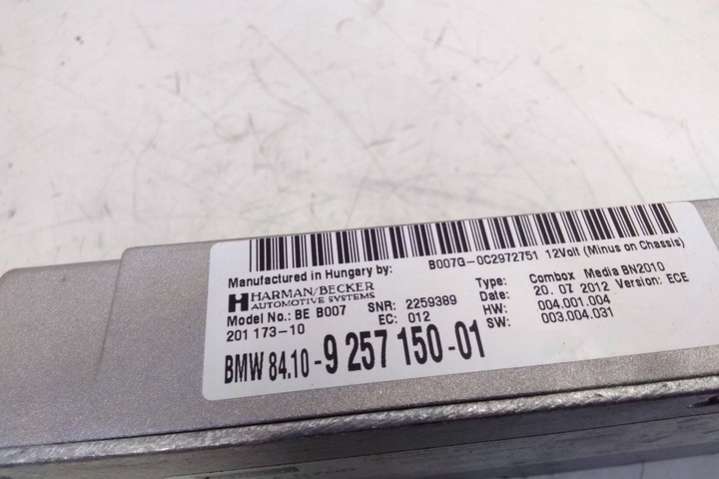 B007G-0C2972751 12Volt (Minus on Chassis)
Manufactured in Hungary by:
HARMAN/BECKER
AUTOMOTIVE SYSTEMS
Model No.: BE B007 SNR: 2259389
201 173-10 EC: 012
Type: Combox Media BN2010
Date: 20. 07 2012 Version: ECE
HW: 004.001.004
SW: 003.004.031
BMW 84.10-9 257 150-01